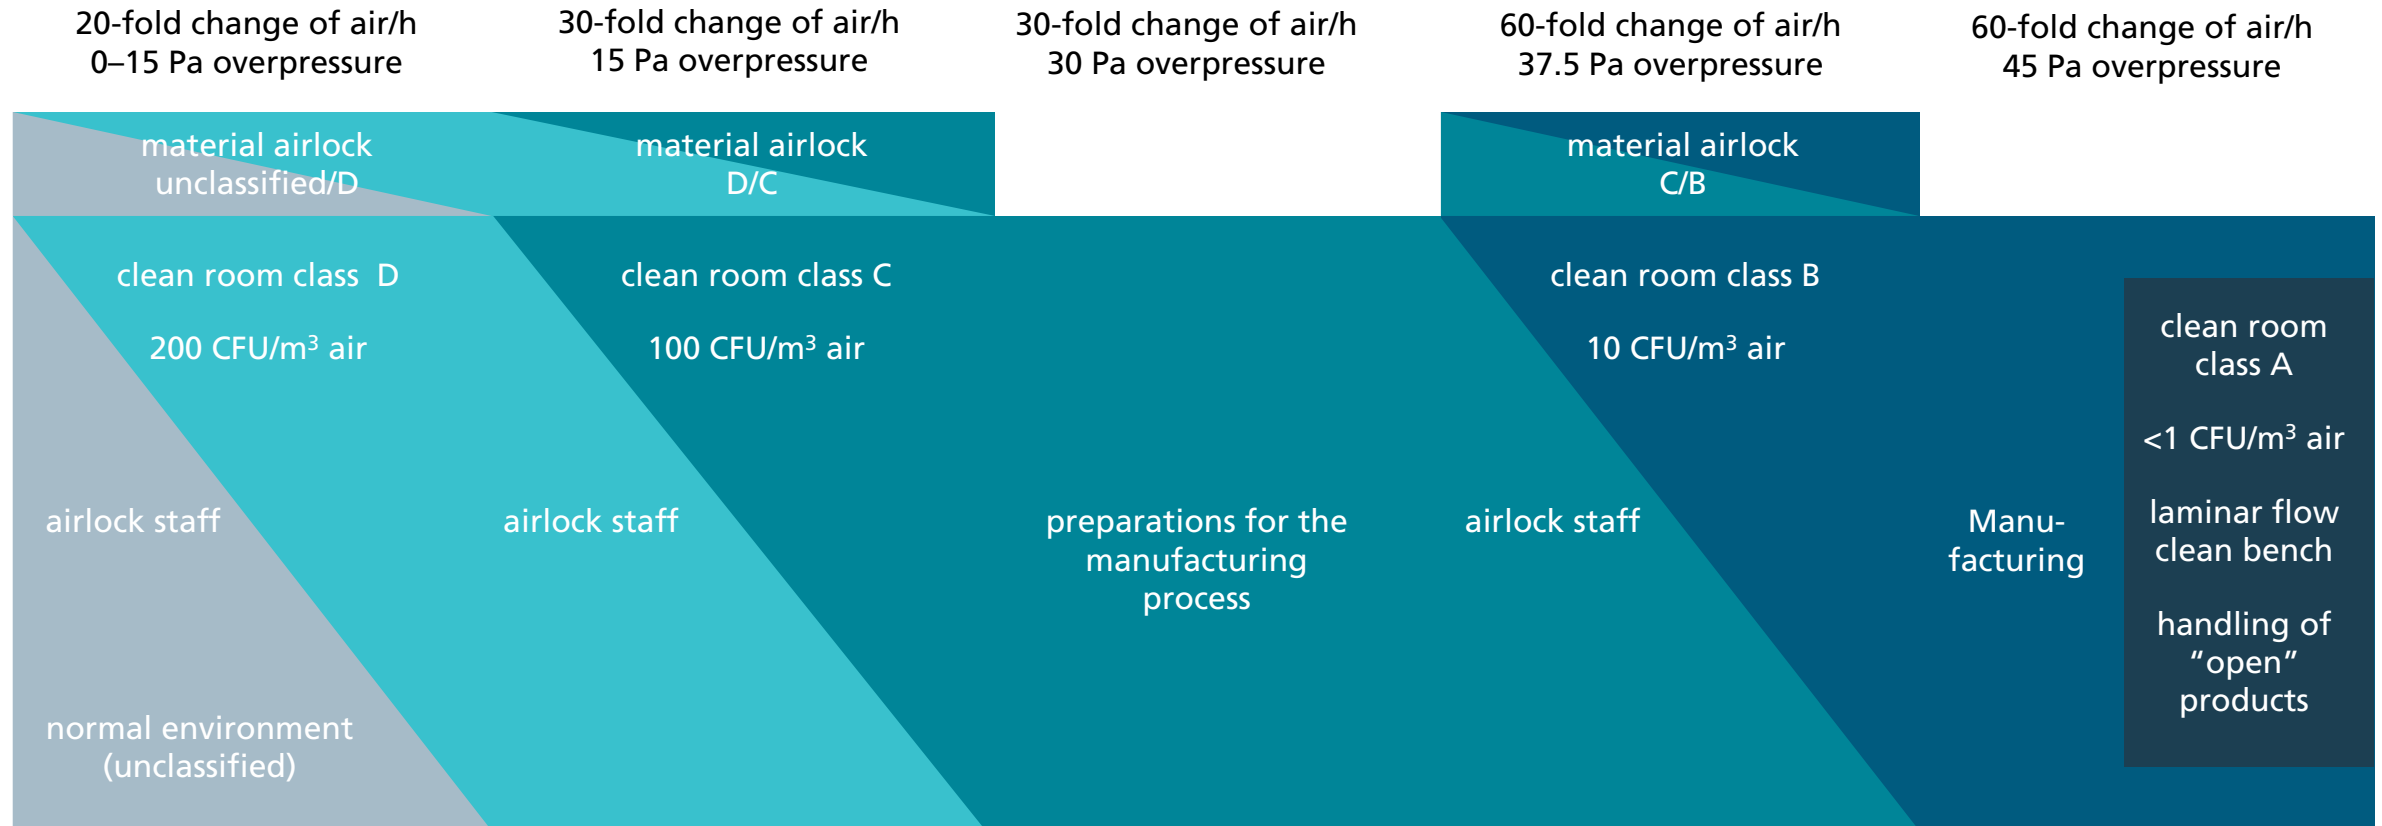 20-fold change of air/h
0–15 Pa overpressure
30-fold change of air/h
15 Pa overpressure
30-fold change of air/h
30 Pa overpressure
60-fold change of air/h
37.5 Pa overpressure
60-fold change of air/h
45 Pa overpressure
material airlock
unclassified/D
material airlock
D/C
material airlock
C/B
clean room class  D
200 CFU/m³ air
airlock staff
normal environment
(unclassified)
clean room class C
100 CFU/m³ air
airlock staff
preparations for the
manufacturing
process
clean room class B
10 CFU/m³ air
airlock staff
Manu-
facturing
clean room
class A
<1 CFU/m³ air
laminar flow
clean bench
handling of
“open”
products